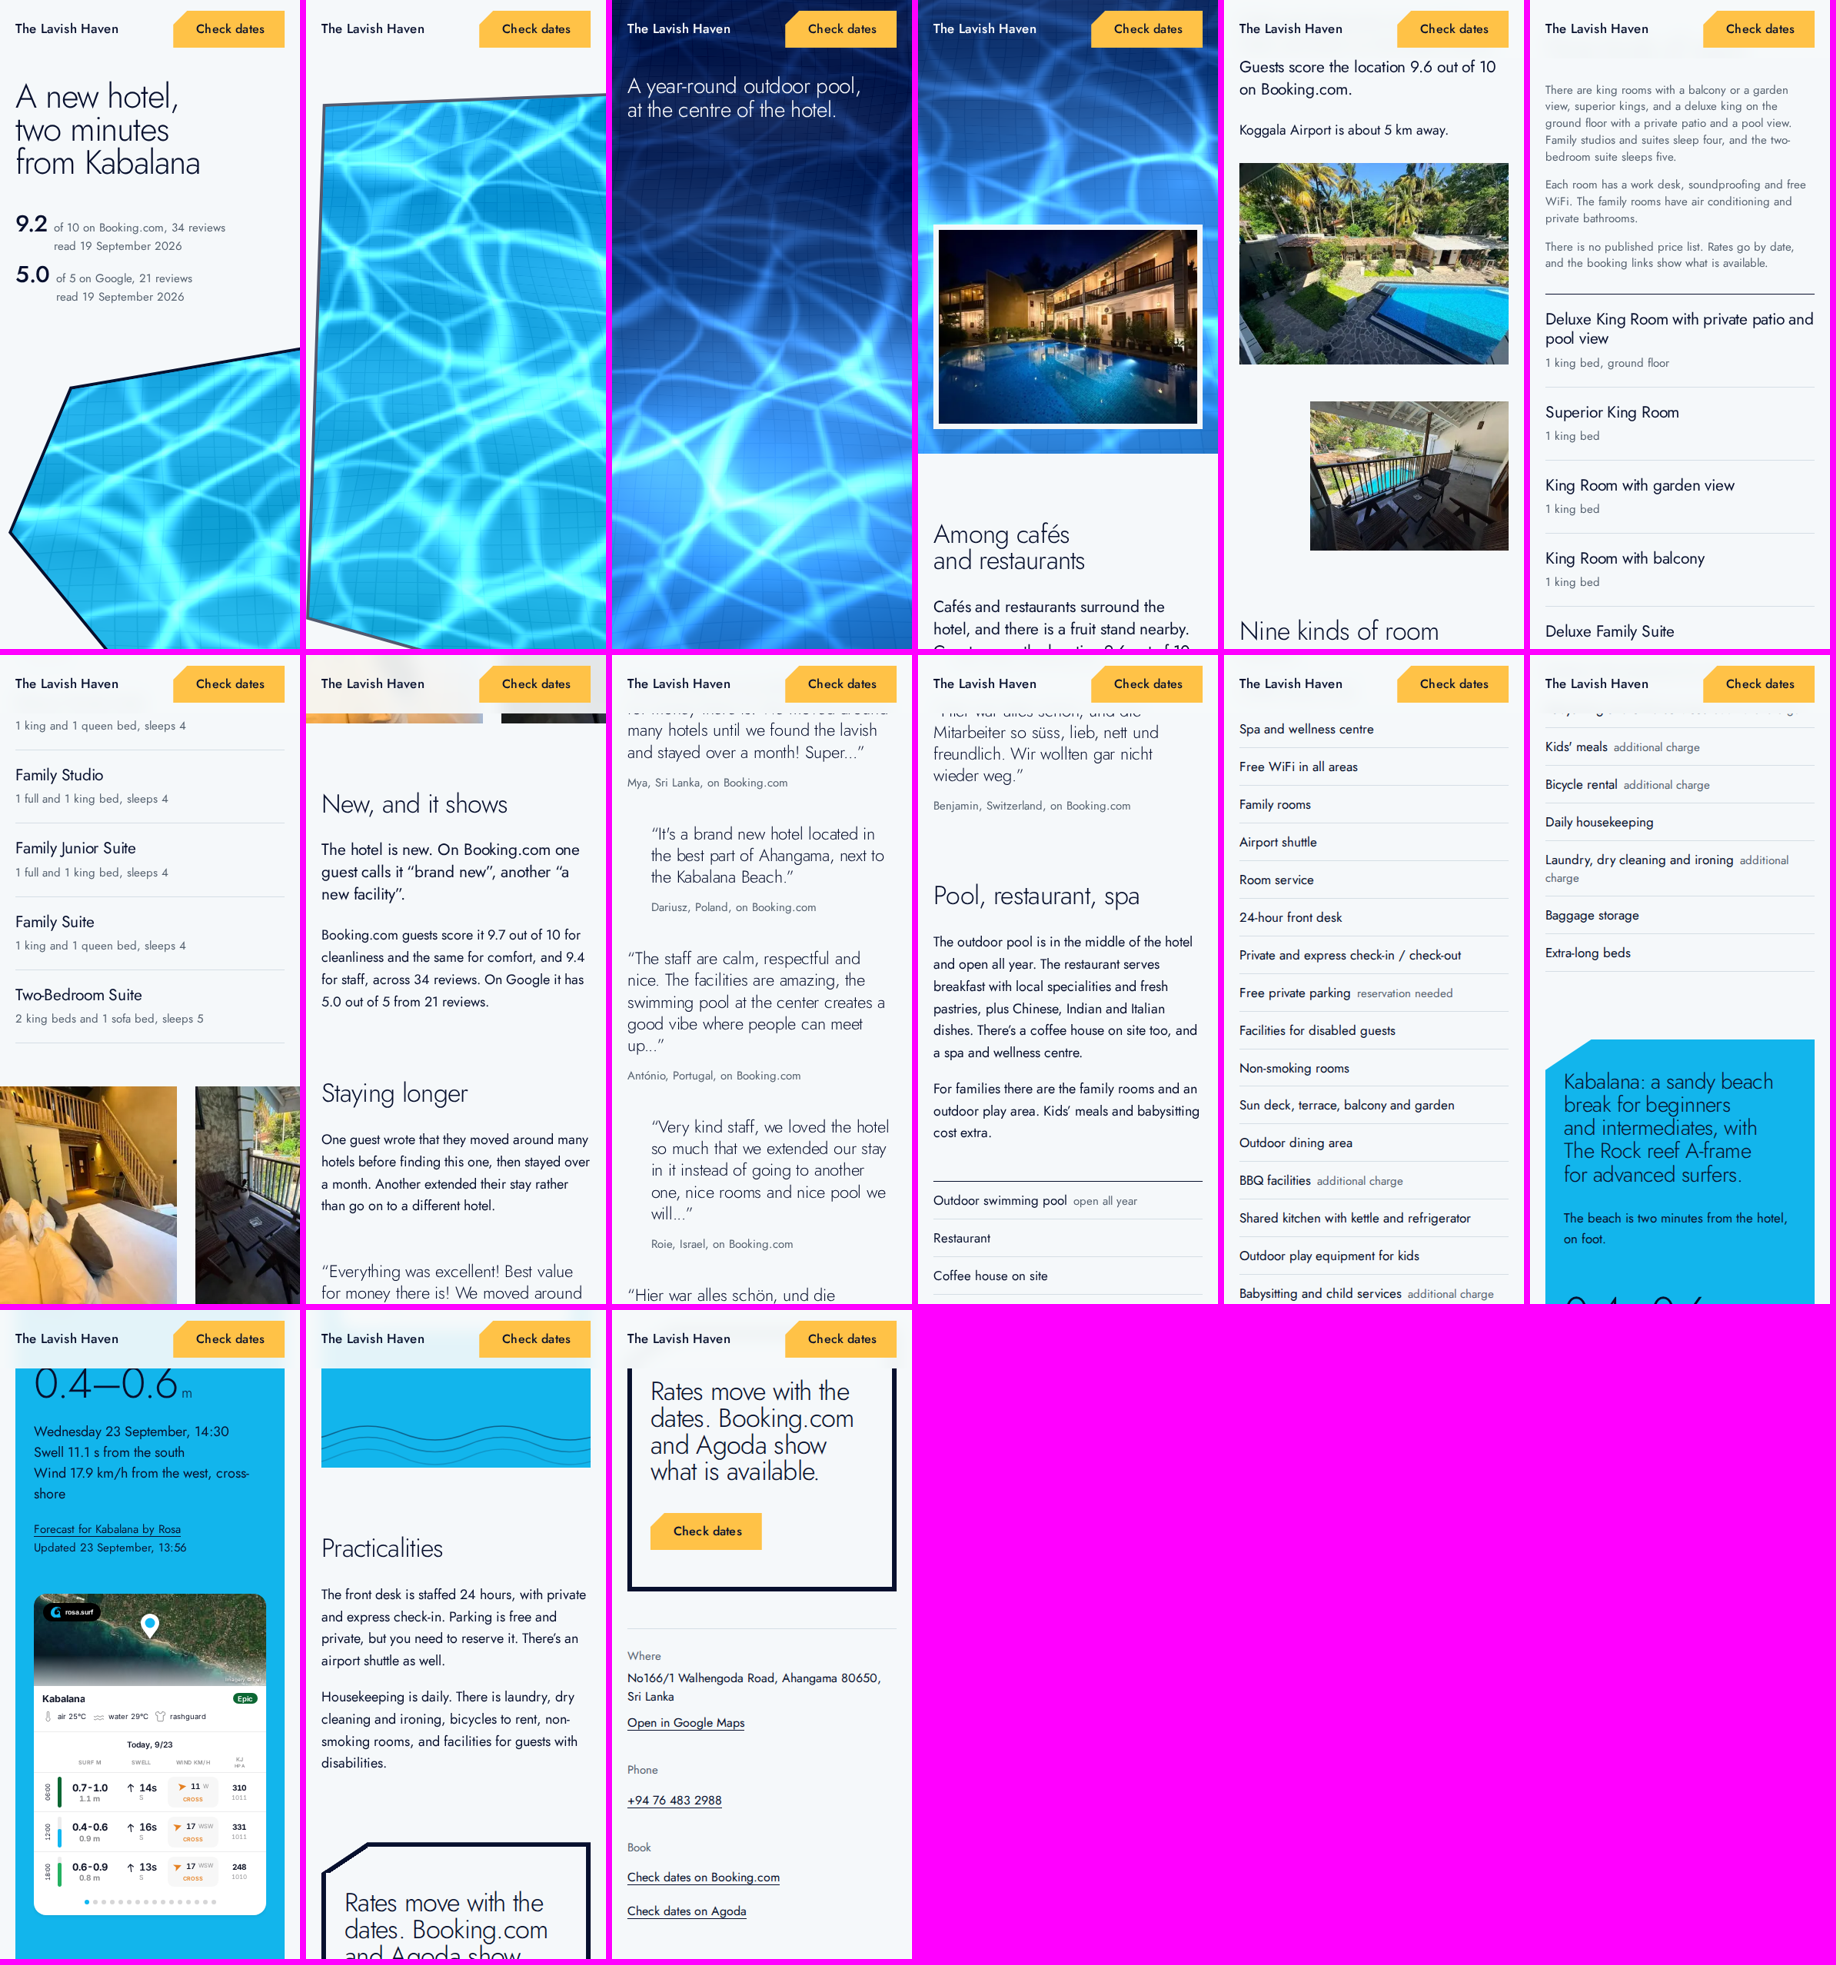 The Lavish Haven
Check dates
A new hotel,
two minutes
from Kabalana
9.2 of 10 on Booking.com, 34 reviews
read 19 September 2026
5.0 of 5 on Google, 21 reviews
read 19 September 2026
The Lavish Haven
Check dates
The Lavish Haven
Check dates
A year-round outdoor pool,
at the centre of the hotel.
The Lavish Haven
Check dates
Among cafés
and restaurants
Cafés and restaurants surround the
hotel, and there is a fruit stand nearby.
The Lavish Haven
Check dates
Guests score the location 9.6 out of 10
on Booking.com.
Koggala Airport is about 5 km away.
Nine kinds of room
The Lavish Haven
Check dates
There are king rooms with a balcony or a garden
view, superior kings, and a deluxe king on the
ground floor with a private patio and a pool view.
Family studios and suites sleep four, and the two-
bedroom suite sleeps five.
Each room has a work desk, soundproofing and free
WiFi. The family rooms have air conditioning and
private bathrooms.
There is no published price list. Rates go by date,
and the booking links show what is available.
Deluxe King Room with private patio and
pool view
1 king bed, ground floor
Superior King Room
1 king bed
King Room with garden view
1 king bed
King Room with balcony
1 king bed
Deluxe Family Suite
The Lavish Haven
Check dates
1 king and 1 queen bed, sleeps 4
Family Studio
1 full and 1 king bed, sleeps 4
Family Junior Suite
1 full and 1 king bed, sleeps 4
Family Suite
1 king and 1 queen bed, sleeps 4
Two-Bedroom Suite
2 king beds and 1 sofa bed, sleeps 5
The Lavish Haven
Check dates
New, and it shows
The hotel is new. On Booking.com one
guest calls it “brand new”, another “a
new facility”.
Booking.com guests score it 9.7 out of 10 for
cleanliness and the same for comfort, and 9.4
for staff, across 34 reviews. On Google it has
5.0 out of 5 from 21 reviews.
Staying longer
One guest wrote that they moved around many
hotels before finding this one, then stayed over
a month. Another extended their stay rather
than go on to a different hotel.
“Everything was excellent! Best value
for money there is! We moved around
The Lavish Haven
Check dates
many hotels until we found the lavish
and stayed over a month! Super...”
Mya, Sri Lanka, on Booking.com
“It's a brand new hotel located in
the best part of Ahangama, next to
the Kabalana Beach.”
Dariusz, Poland, on Booking.com
“The staff are calm, respectful and
nice. The facilities are amazing, the
swimming pool at the center creates a
good vibe where people can meet
up...”
António, Portugal, on Booking.com
“Very kind staff, we loved the hotel
so much that we extended our stay
in it instead of going to another
one, nice rooms and nice pool we
will...”
Roie, Israel, on Booking.com
“Hier war alles schön, und die
The Lavish Haven
Check dates
“Hier war alles schön, und die
Mitarbeiter so süss, lieb, nett und
freundlich. Wir wollten gar nicht
wieder weg.”
Benjamin, Switzerland, on Booking.com
Pool, restaurant, spa
The outdoor pool is in the middle of the hotel
and open all year. The restaurant serves
breakfast with local specialities and fresh
pastries, plus Chinese, Indian and Italian
dishes. There’s a coffee house on site too, and
a spa and wellness centre.
For families there are the family rooms and an
outdoor play area. Kids’ meals and babysitting
cost extra.
Outdoor swimming pool open all year
Restaurant
Coffee house on site
The Lavish Haven
Check dates
Spa and wellness centre
Free WiFi in all areas
Family rooms
Airport shuttle
Room service
24-hour front desk
Private and express check-in / check-out
Free private parking reservation needed
Facilities for disabled guests
Non-smoking rooms
Sun deck, terrace, balcony and garden
Outdoor dining area
BBQ facilities additional charge
Shared kitchen with kettle and refrigerator
Outdoor play equipment for kids
Babysitting and child services additional charge
The Lavish Haven
Check dates
Kids' meals additional charge
Bicycle rental additional charge
Daily housekeeping
Laundry, dry cleaning and ironing additional
charge
Baggage storage
Extra-long beds
Kabalana: a sandy beach
break for beginners
and intermediates, with
The Rock reef A-frame
for advanced surfers.
The beach is two minutes from the hotel,
on foot.
The Lavish Haven
Check dates
0.4–0.6 m
Wednesday 23 September, 14:30
Swell 11.1 s from the south
Wind 17.9 km/h from the west, cross-
shore
Forecast for Kabalana by Rosa
Updated 23 September, 13:56
rosa.surf
Kabalana
Epic
air 25°C water 29°C rashguard
Today, 9/23
SURF M SWELL WIND KM/H KJ
HPA
06:00 0.7-1.0 14s 11 W 310
1.1 m S CROSS 1011
12:00 0.4-0.6 16s 17 WSW 331
0.9 m S CROSS 1011
18:00 0.6-0.9 13s 17 WSW 248
0.8 m S CROSS 1010
The Lavish Haven
Check dates
Practicalities
The front desk is staffed 24 hours, with private
and express check-in. Parking is free and
private, but you need to reserve it. There’s an
airport shuttle as well.
Housekeeping is daily. There is laundry, dry
cleaning and ironing, bicycles to rent, non-
smoking rooms, and facilities for guests with
disabilities.
Rates move with the
dates. Booking.com
and Agoda show
The Lavish Haven
Check dates
Rates move with the
dates. Booking.com
and Agoda show
what is available.
Check dates
Where
No166/1 Walhengoda Road, Ahangama 80650,
Sri Lanka
Open in Google Maps
Phone
+94 76 483 2988
Book
Check dates on Booking.com
Check dates on Agoda